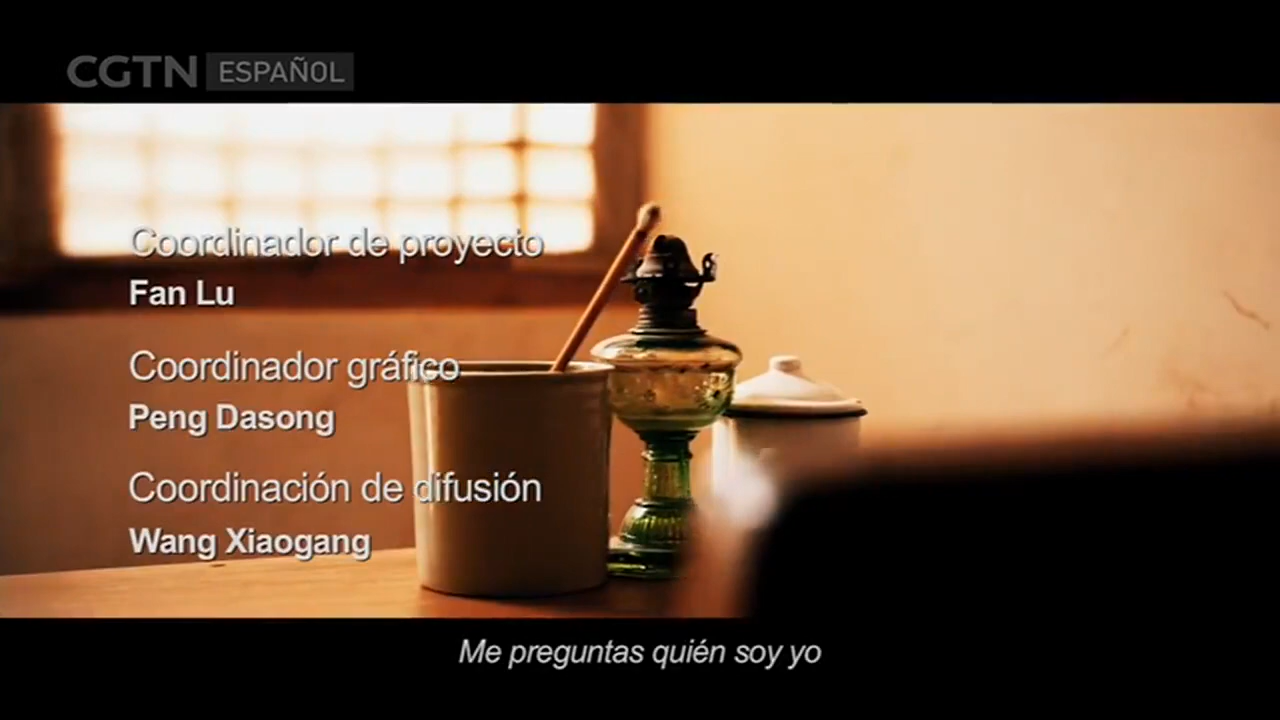 CGTN ESPAÑOL
Coordinador de proyecto
Fan Lu
Coordinador gráfico
Peng Dasong
Coordinación de difusión
Wang Xiaogang
Me preguntas quién soy yo